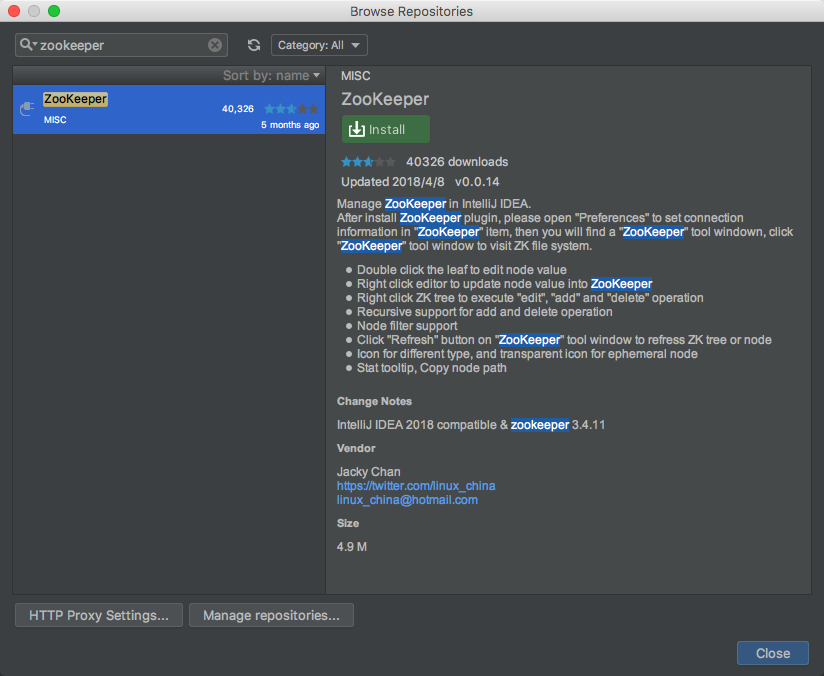 Browse Repositories
zookeeper
Category: All
Sort by: name
ZooKeeper
40,326
MISC
5 months ago
MISC
ZooKeeper
Install
40326 downloads
Updated 2018/4/8 v0.0.14
Manage ZooKeeper in IntelliJ IDEA.
After install ZooKeeper plugin, please open "Preferences" to set connection
information in "ZooKeeper" item, then you will find a "ZooKeeper" tool windown, click
"ZooKeeper" tool window to visit ZK file system.
● Double click the leaf to edit node value
● Right click editor to update node value into ZooKeeper
● Right click ZK tree to execute "edit", "add" and "delete" operation
● Recursive support for add and delete operation
● Node filter support
● Click "Refresh" button on "ZooKeeper" tool window to refress ZK tree or node
● Icon for different type, and transparent icon for ephemeral node
● Stat tooltip, Copy node path
Change Notes
IntelliJ IDEA 2018 compatible & zookeeper 3.4.11
Vendor
Jacky Chan
https://twitter.com/linux_china
linux_china@hotmail.com
Size
4.9 M
HTTP Proxy Settings...
Manage repositories...
Close